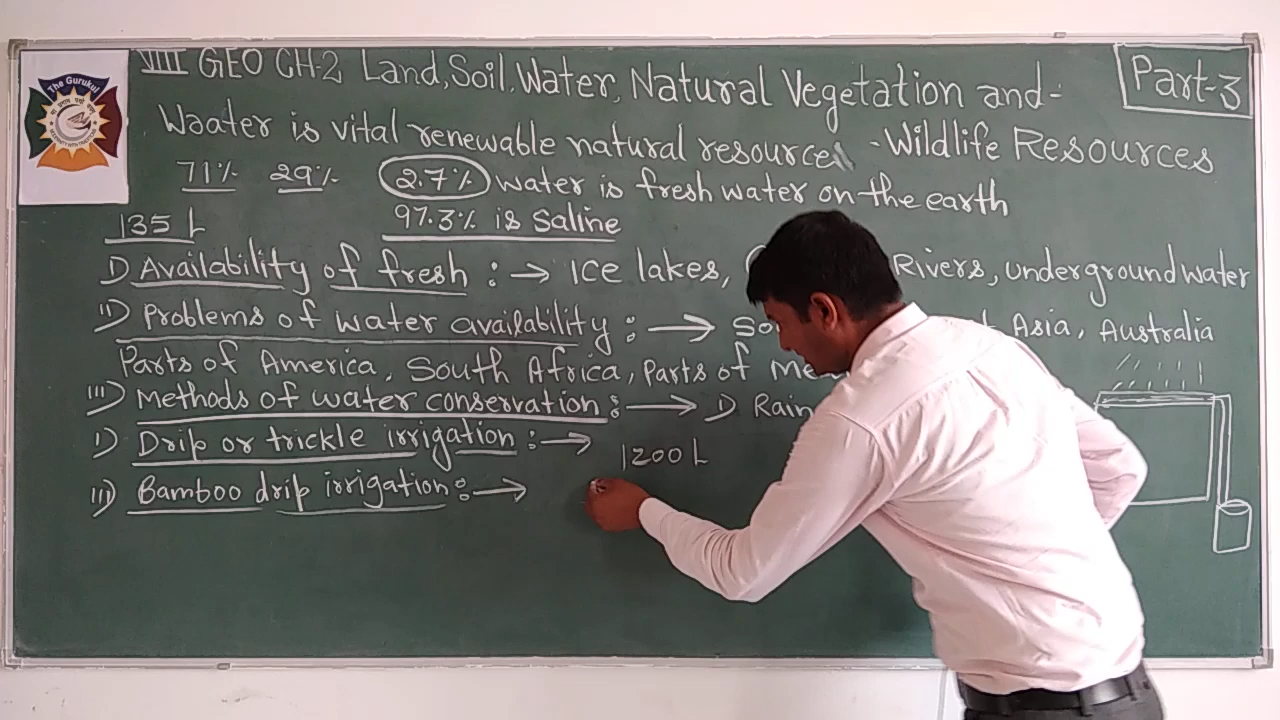 The Gurukul
VIII GEO CH-2 Land, Soil, Water, Natural Vegetation and-
Part-3
-Wildlife Resources
Waater is vital renewable natural resource
71% 29% 2.7% water is fresh water on the earth
135 L 97.3% is saline
I) Availability of fresh :→ Ice lakes, Rivers, underground water
II) Problems of water availability :→ Asia, Australia
Parts of America, South Africa, Parts of
III) Methods of water conservation :→ I) Rain
I) Drip or trickle irrigation :→
1200 L
III) Bamboo drip irrigation :→